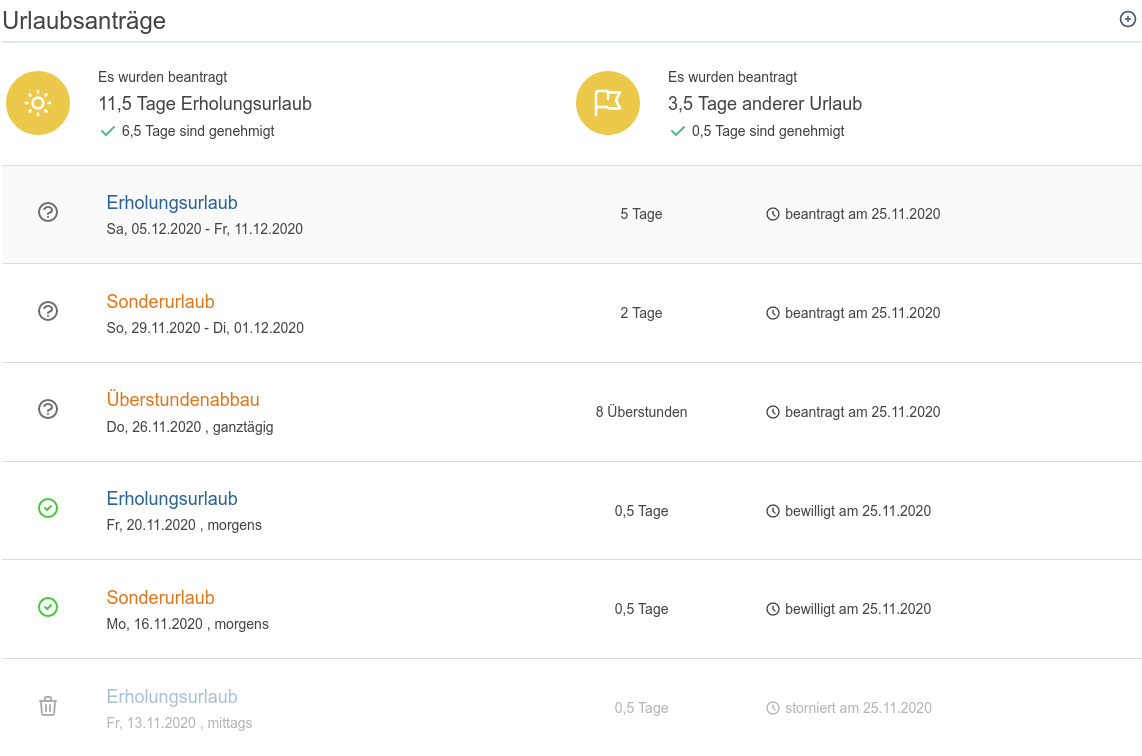 Urlaubsanträge
Es wurden beantragt
11,5 Tage Erholungsurlaub
6,5 Tage sind genehmigt
Es wurden beantragt
3,5 Tage anderer Urlaub
0,5 Tage sind genehmigt
Erholungsurlaub
Sa, 05.12.2020 - Fr, 11.12.2020
5 Tage
beantragt am 25.11.2020
Sonderurlaub
So, 29.11.2020 - Di, 01.12.2020
2 Tage
beantragt am 25.11.2020
Überstundenabbau
Do, 26.11.2020 , ganztägig
8 Überstunden
beantragt am 25.11.2020
Erholungsurlaub
Fr, 20.11.2020 , morgens
0,5 Tage
bewilligt am 25.11.2020
Sonderurlaub
Mo, 16.11.2020 , morgens
0,5 Tage
bewilligt am 25.11.2020
Erholungsurlaub
Fr, 13.11.2020 , mittags
0,5 Tage
storniert am 25.11.2020